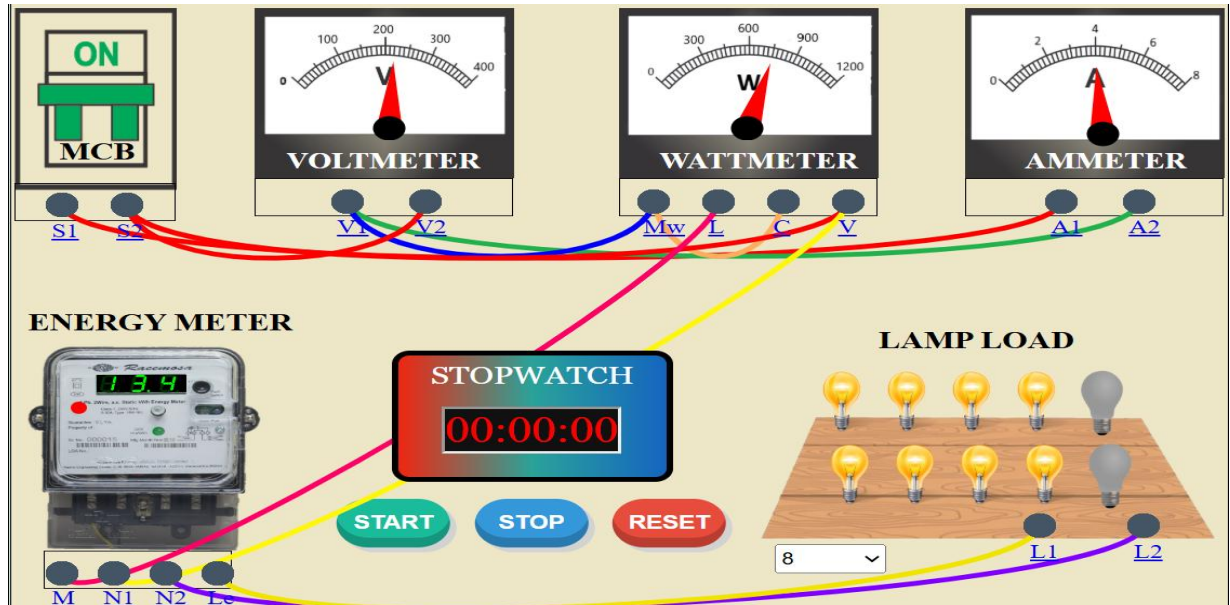 ON
MCB
0 100 200 300 400
V
VOLTMETER
0 300 600 900 1200
W
WATTMETER
0 2 4 6 8
A
AMMETER
S1 S2 V1 V2 Mw L C V A1 A2
ENERGY METER
Racemosa
13.4
STOPWATCH
00:00:00
START STOP RESET
LAMP LOAD
8
L1 L2
M N1 N2 Lc